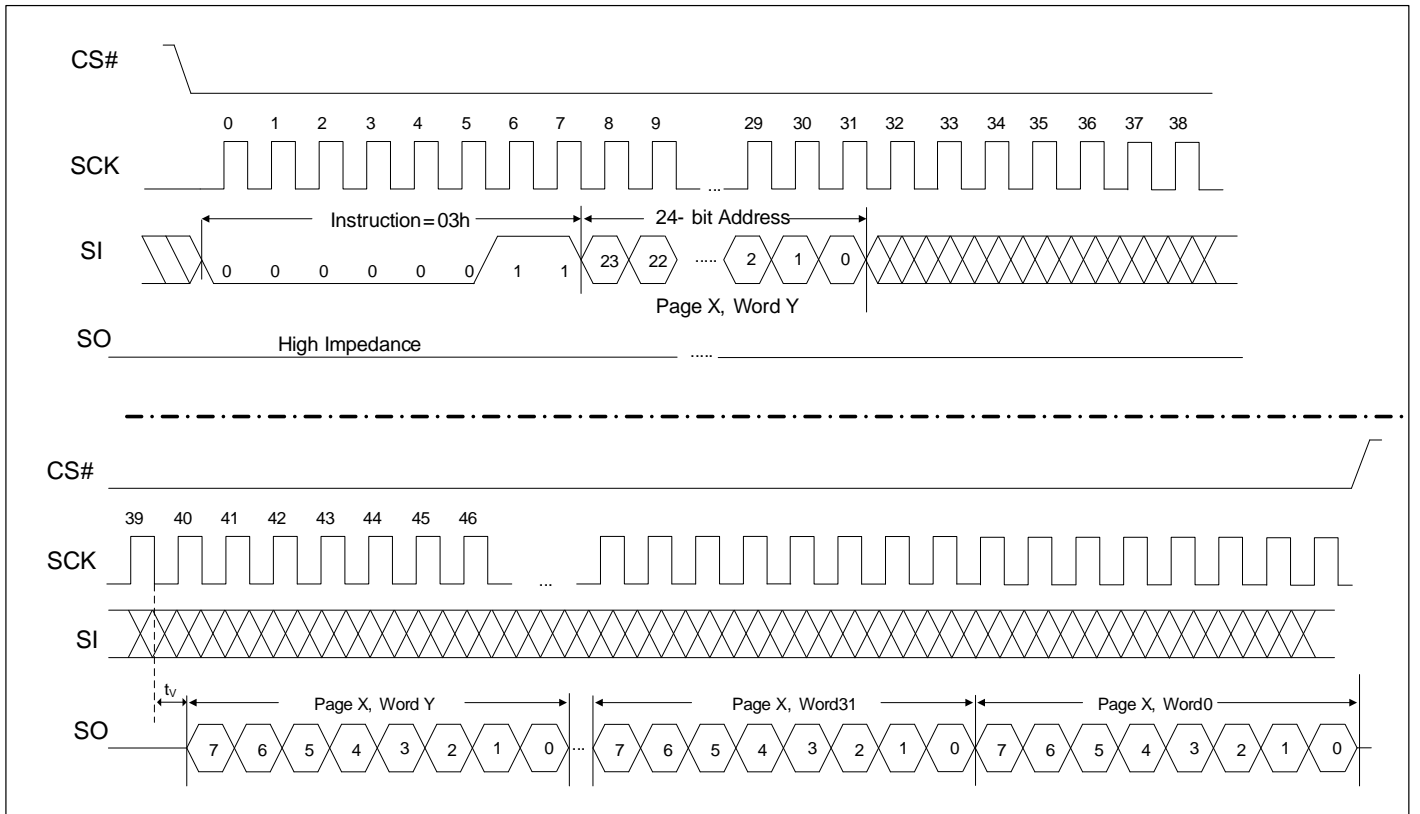 CS#
0 1 2 3 4 5 6 7 8 9 29 30 31 32 33 34 35 36 37 38
SCK
...
Instruction=03h 24- bit Address
SI
0 0 0 0 0 0 1 1 23 22 ..... 2 1 0
Page X, Word Y
SO
High Impedance
.....
CS#
39 40 41 42 43 44 45 46
SCK
...
SI
tV
Page X, Word Y Page X, Word31 Page X, Word0
SO
7 6 5 4 3 2 1 0 ... 7 6 5 4 3 2 1 0 7 6 5 4 3 2 1 0